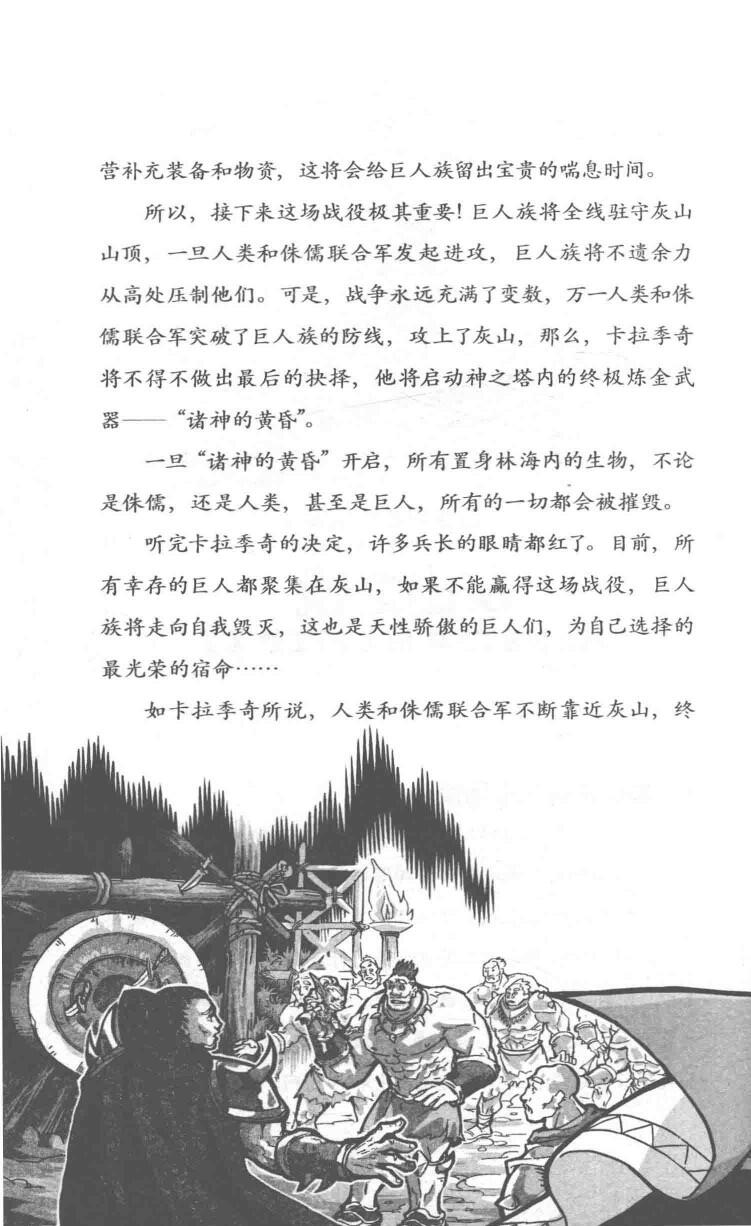 营补充装备和物资，这将会给巨人族留出宝贵的喘息时间。
所以，接下来这场战役极其重要！巨人族将全线驻守灰山
山顶，一旦人类和侏儒联合军发起进攻，巨人族将不遗余力
从高处压制他们。可是，战争永远充满了变数，万一人类和侏
儒联合军突破了巨人族的防线，攻上了灰山，那么，卡拉季奇
将不得不做出最后的抉择，他将启动神之塔内的终极炼金武
器——“诸神的黄昏”。
一旦“诸神的黄昏”开启，所有置身林海内的生物，不论
是侏儒，还是人类，甚至是巨人，所有的一切都会被摧毁。
听完卡拉季奇的决定，许多兵长的眼睛都红了。目前，所
有幸存的巨人都聚集在灰山，如果不能赢得这场战役，巨人
族将走向自我毁灭，这也是天性骄傲的巨人们，为自己选择的
最光荣的宿命……
如卡拉季奇所说，人类和侏儒联合军不断靠近灰山，终